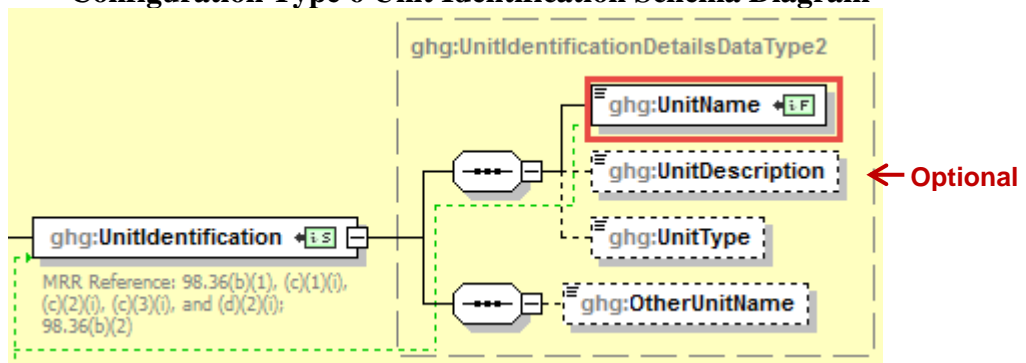 Configuration Type 6 Unit Identification Schema Diagram
ghg:UnitIdentificationDetailsDataType2
ghg:UnitName
ghg:UnitDescription
Optional
ghg:UnitIdentification
ghg:UnitType
MRR Reference: 98.36(b)(1), (c)(1)(i),
(c)(2)(i), (c)(3)(i), and (d)(2)(i);
98.36(b)(2)
ghg:OtherUnitName